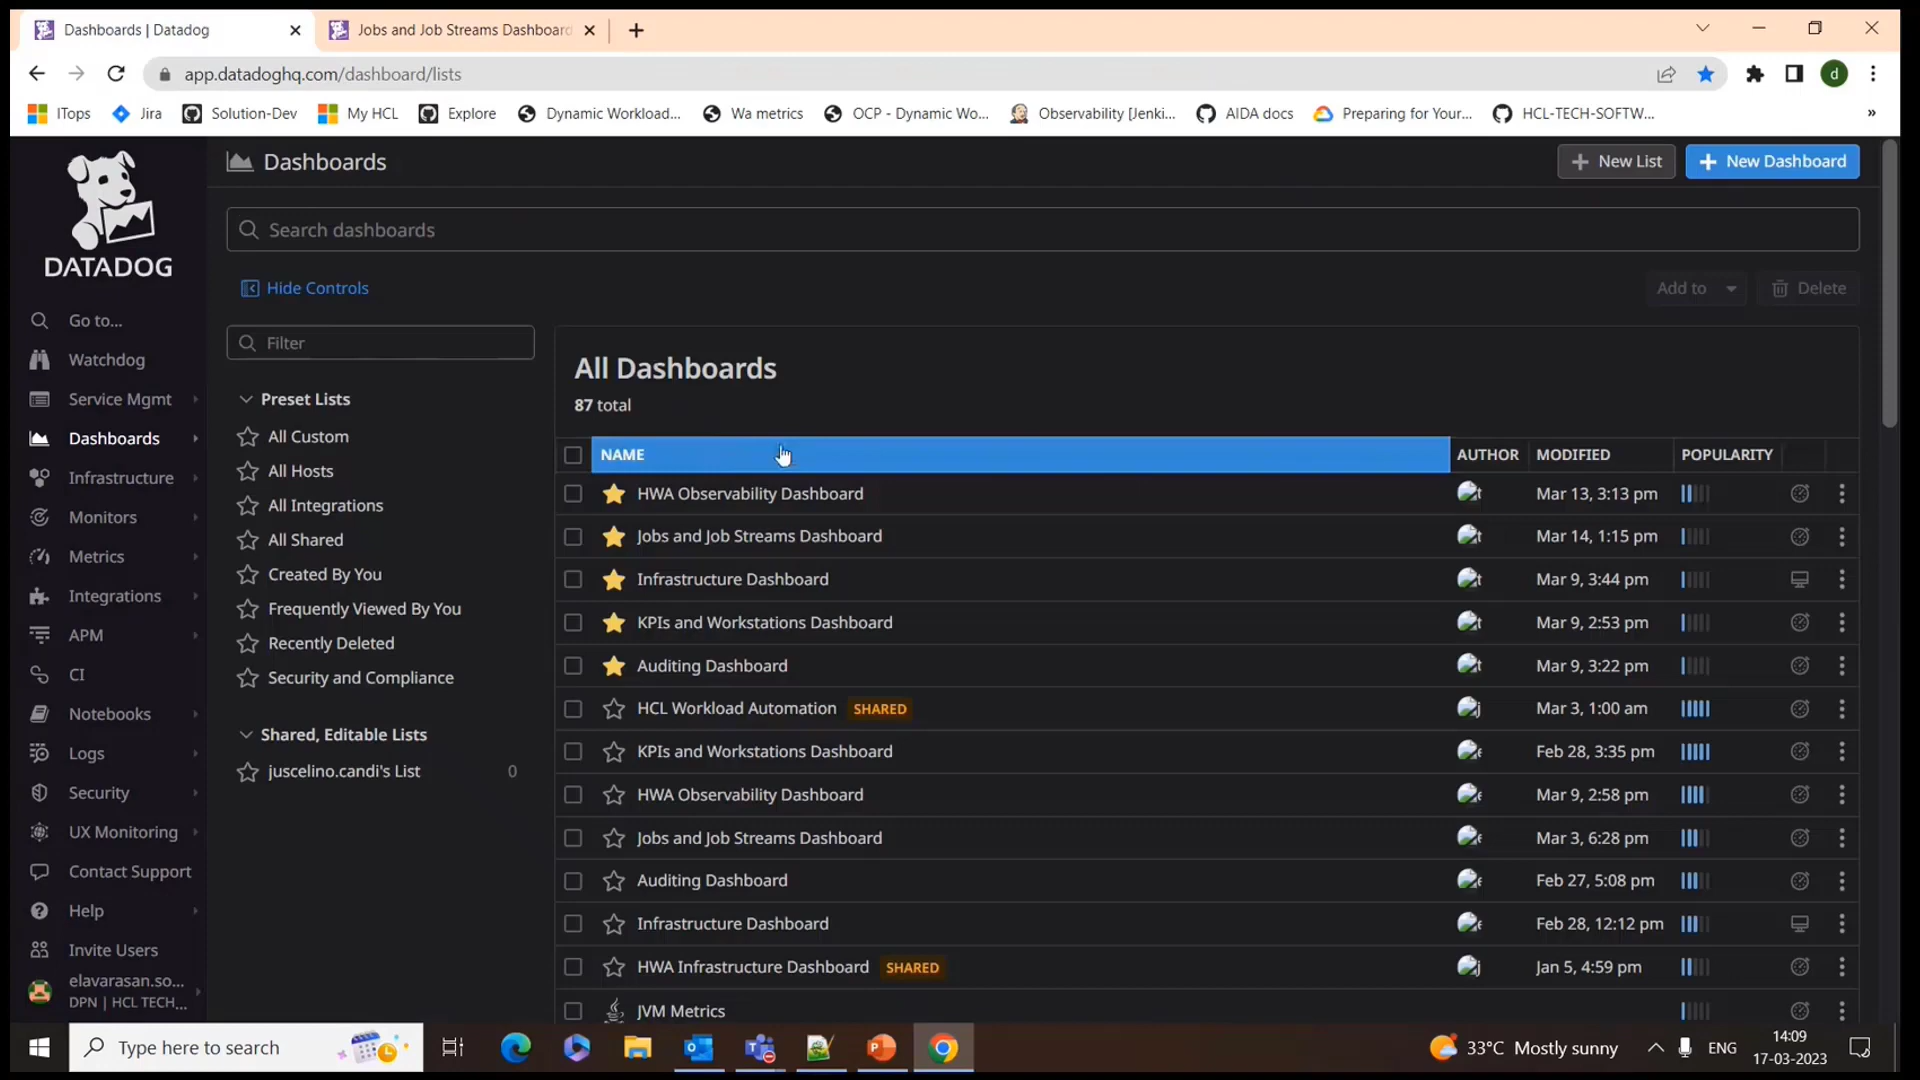 Dashboards | Datadog
Jobs and Job Streams Dashboard
app.datadoghq.com/dashboard/lists
d
ITops
Jira
Solution-Dev
My HCL
Explore
Dynamic Workload...
Wa metrics
OCP - Dynamic Wo...
Observability [Jenki...
AIDA docs
Preparing for Your...
HCL-TECH-SOFTW...
»
DATADOG
Go to...
Watchdog
Service Mgmt
Dashboards
Infrastructure
Monitors
Metrics
Integrations
APM
CI
Notebooks
Logs
Security
UX Monitoring
Contact Support
Help
Invite Users
elavarasan.so...
DPN | HCL TECH...
Dashboards
+ New List
+ New Dashboard
Search dashboards
Hide Controls
Add to
Delete
Filter
Preset Lists
All Custom
All Hosts
All Integrations
All Shared
Created By You
Frequently Viewed By You
Recently Deleted
Security and Compliance
Shared, Editable Lists
juscelino.candi's List 0
All Dashboards
87 total
NAME AUTHOR MODIFIED POPULARITY
HWA Observability Dashboard Mar 13, 3:13 pm
Jobs and Job Streams Dashboard Mar 14, 1:15 pm
Infrastructure Dashboard Mar 9, 3:44 pm
KPIs and Workstations Dashboard Mar 9, 2:53 pm
Auditing Dashboard Mar 9, 3:22 pm
HCL Workload Automation SHARED Mar 3, 1:00 am
KPIs and Workstations Dashboard Feb 28, 3:35 pm
HWA Observability Dashboard Mar 9, 2:58 pm
Jobs and Job Streams Dashboard Mar 3, 6:28 pm
Auditing Dashboard Feb 27, 5:08 pm
Infrastructure Dashboard Feb 28, 12:12 pm
HWA Infrastructure Dashboard SHARED Jan 5, 4:59 pm
JVM Metrics
Type here to search
33°C Mostly sunny
ENG
14:09
17-03-2023